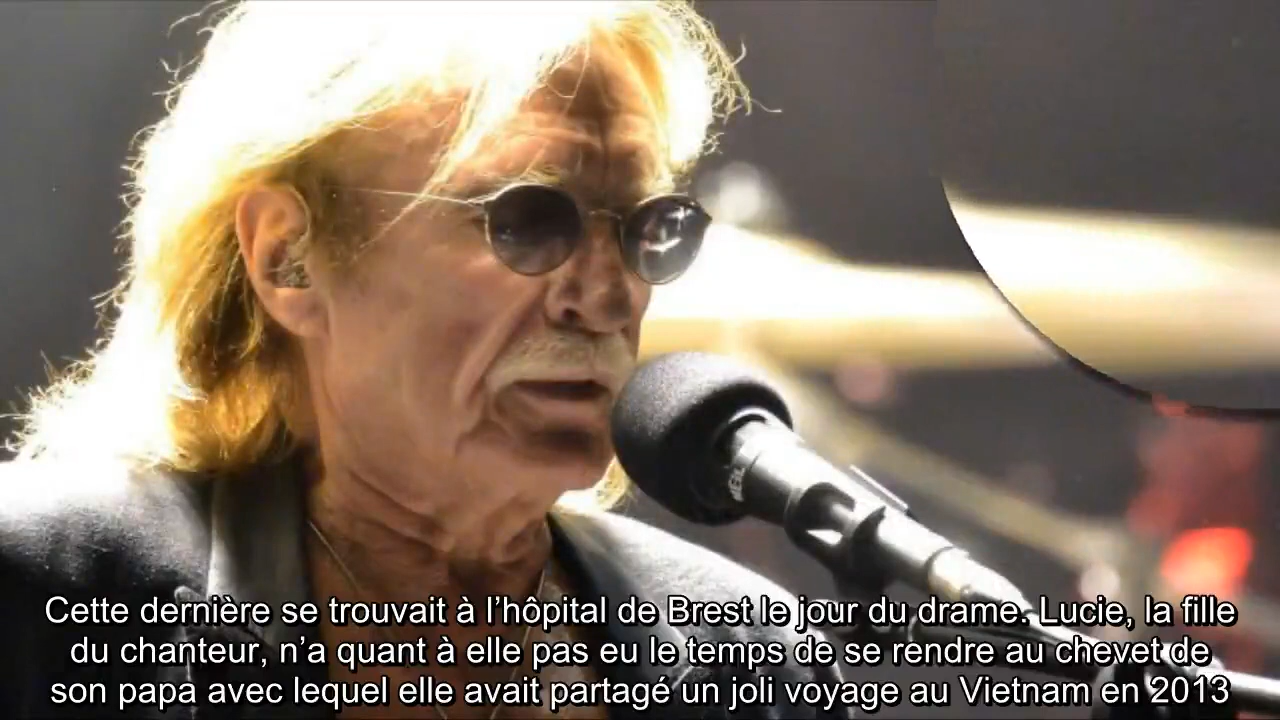 Cette dernière se trouvait à l’hôpital de Brest le jour du drame. Lucie, la fille
du chanteur, n’a quant à elle pas eu le temps de se rendre au chevet de
son papa avec lequel elle avait partagé un joli voyage au Vietnam en 2013